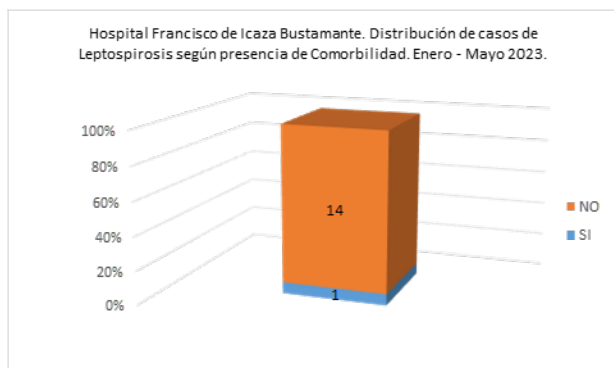 Hospital Francisco de Icaza Bustamante. Distribución de casos de
Leptospirosis según presencia de Comorbilidad. Enero - Mayo 2023.
100%
80%
60%
40%
20%
0%
14
1
NO
SI